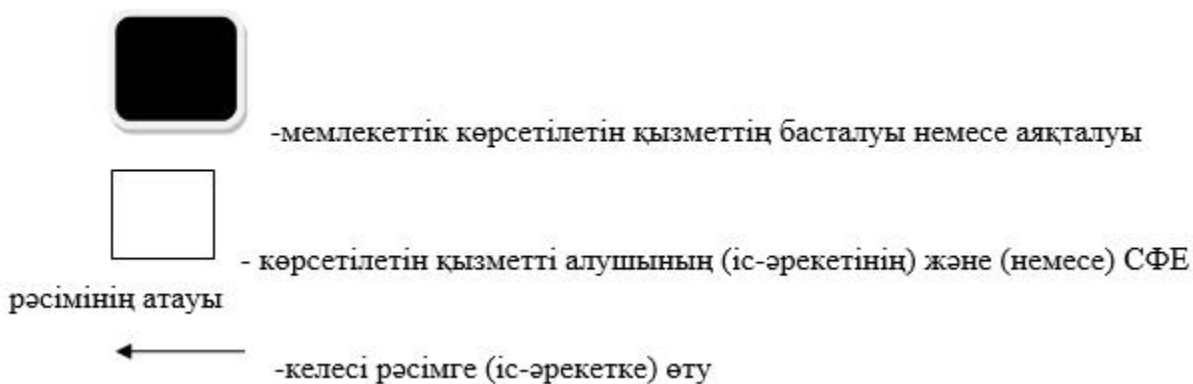 -мемлекеттік көрсетілетін қызметтің басталуы немесе аяқталуы
- көрсетілетін қызметті алушының (іс-әрекетінің) және (немесе) СФЕ
рәсімінің атауы
-келесі рәсімге (іс-әрекетке) өту